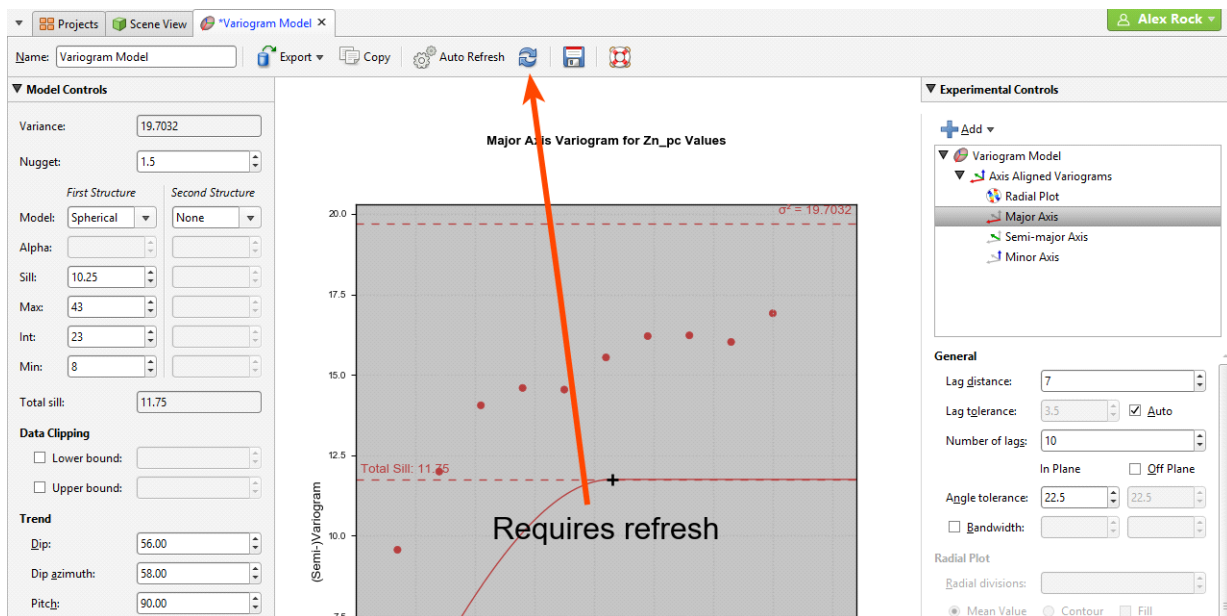 Projects
Scene View
*Variogram Model ×
Alex Rock
Name: Variogram Model
Export
Copy
Auto Refresh
Model Controls
Variance: 19.7032
Nugget: 1.5
First Structure Second Structure
Model: Spherical None
Alpha:
Sill: 10.25
Max: 43
Int: 23
Min: 8
Total sill: 11.75
Data Clipping
Lower bound:
Upper bound:
Trend
Dip: 56.00
Dip azimuth: 58.00
Pitch: 90.00
Major Axis Variogram for Zn_pc Values
σ² = 19.7032
20.0
17.5
15.0
12.5
Total Sill: 11.75
10.0
7.5
(Semi-)Variogram
Requires refresh
Experimental Controls
Add
Variogram Model
Axis Aligned Variograms
Radial Plot
Major Axis
Semi-major Axis
Minor Axis
General
Lag distance: 7
Lag tolerance: 3.5 Auto
Number of lags: 10
In Plane Off Plane
Angle tolerance: 22.5 22.5
Bandwidth:
Radial Plot
Radial divisions:
Mean Value Contour Fill